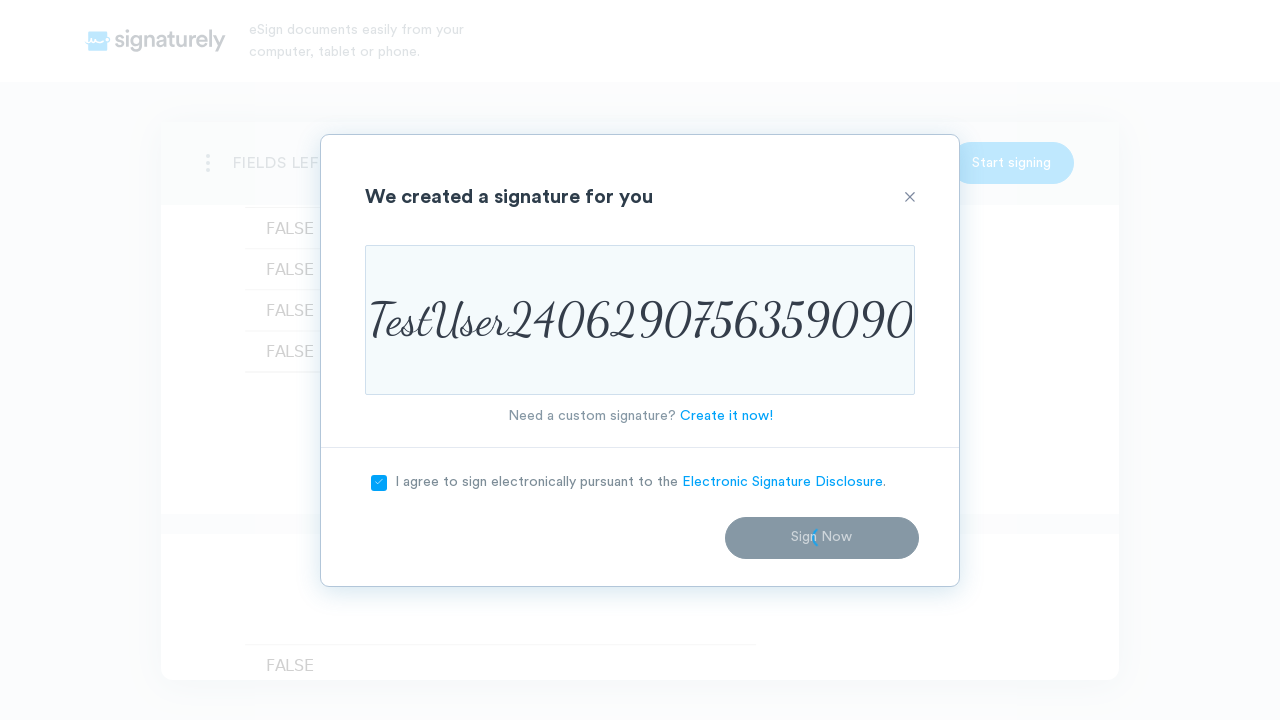 signaturely
eSign documents easily from your
computer, tablet or phone.
FIELDS LEF
Start signing
FALSE
FALSE
FALSE
FALSE
We created a signature for you
TestUser2406290756359090
Need a custom signature? Create it now!
I agree to sign electronically pursuant to the Electronic Signature Disclosure.
Sign Now
FALSE